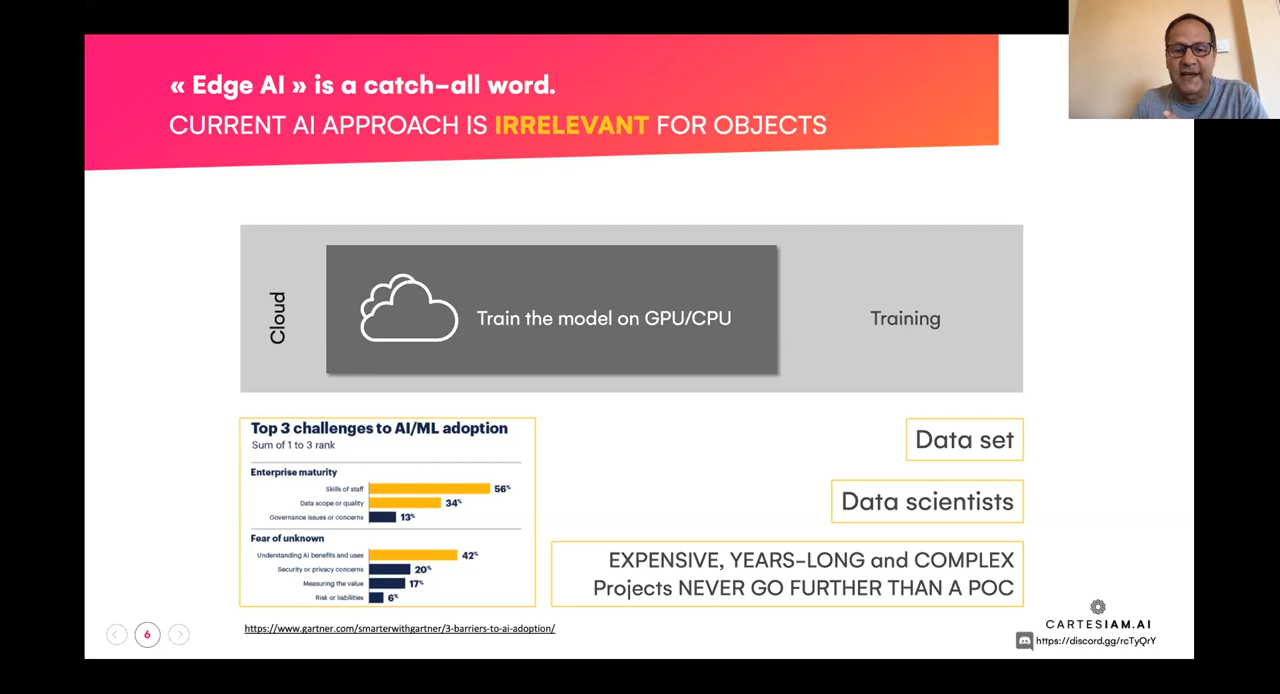 « Edge AI » is a catch-all word.
CURRENT AI APPROACH IS IRRELEVANT FOR OBJECTS
Cloud
Train the model on GPU/CPU
Training
Top 3 challenges to AI/ML adoption
Sum of 1 to 3 rank
Enterprise maturity
Skills of staff 56%
Data scope or quality 34%
Governance issues or concerns 13%
Fear of unknown
Understanding AI benefits and uses 42%
Security or privacy concerns 20%
Measuring the value 17%
Risk or liabilities 6%
Data set
Data scientists
EXPENSIVE, YEARS-LONG and COMPLEX
Projects NEVER GO FURTHER THAN A POC
https://www.gartner.com/smarterwithgartner/3-barriers-to-ai-adoption/
6
CARTESIAM.AI
https://discord.gg/rcTyQrY